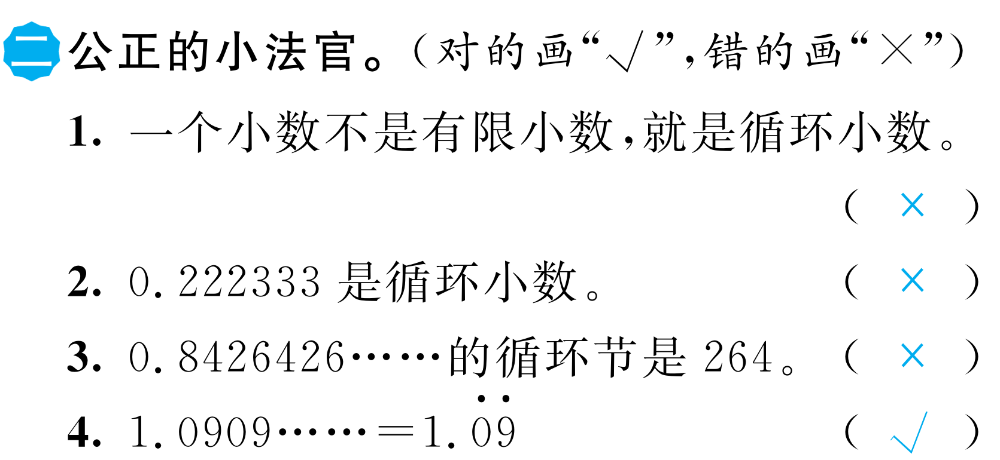 二 公正的小法官。(对的画“√”,错的画“×”)
1. 一个小数不是有限小数,就是循环小数。
( × )
2. 0.222333 是循环小数。 ( × )
3. 0.8426426……的循环节是 264。 ( × )
4. 1.0909……=1.0̇9̇ ( √ )